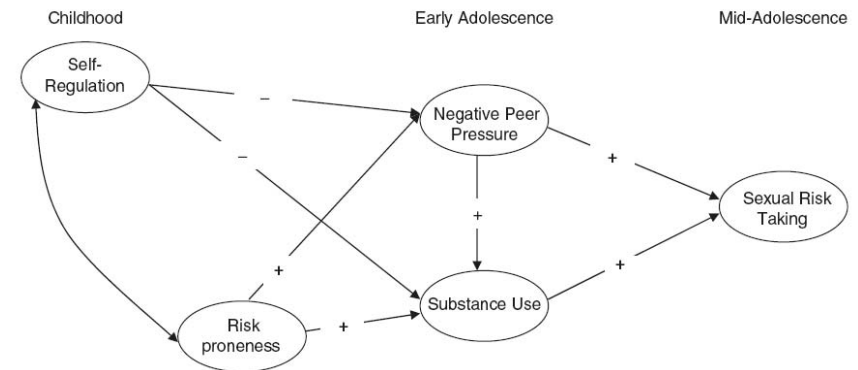 Childhood
Early Adolescence
Mid-Adolescence
Self-
Regulation
–
Negative Peer
Pressure
–
+
+
Sexual Risk
Taking
+
+
Substance Use
Risk
proneness
+